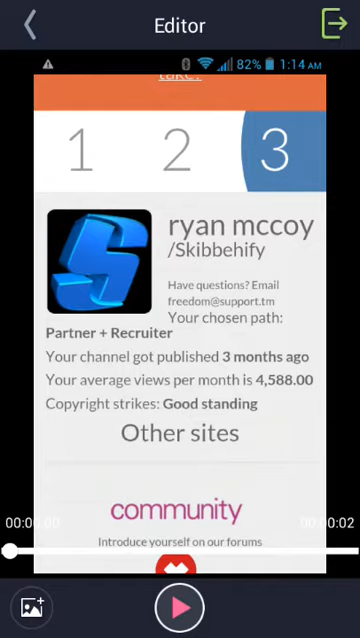 Editor
82% 1:14 AM
take?
1 2 3
ryan mccoy
/Skibbehify
Have questions? Email
freedom@support.tm
Your chosen path:
Partner + Recruiter
Your channel got published 3 months ago
Your average views per month is 4,588.00
Copyright strikes: Good standing
Other sites
community
00:00:00 00:00:02
Introduce yourself on our forums